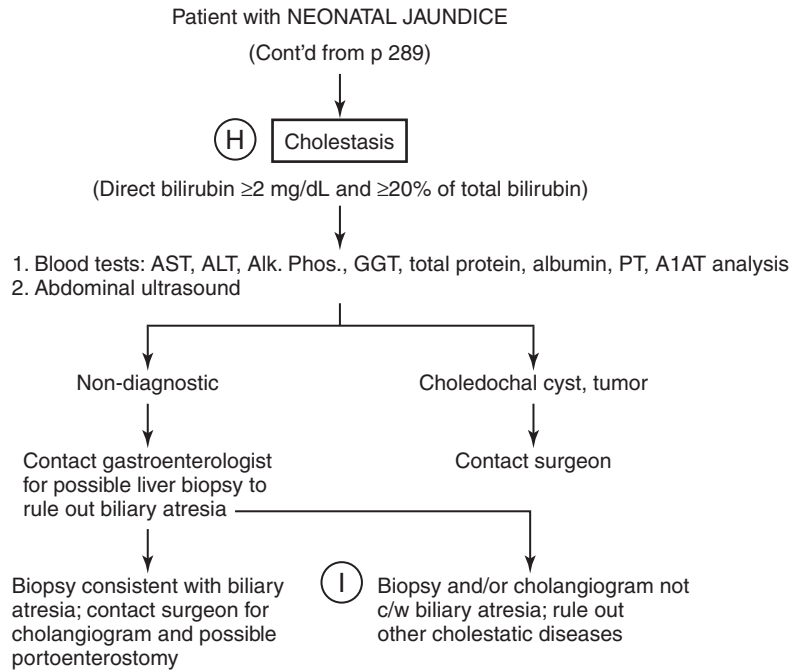 Patient with NEONATAL JAUNDICE
(Cont'd from p 289)
H
Cholestasis
(Direct bilirubin ≥2 mg/dL and ≥20% of total bilirubin)
1. Blood tests: AST, ALT, Alk. Phos., GGT, total protein, albumin, PT, A1AT analysis
2. Abdominal ultrasound
Non-diagnostic
Choledochal cyst, tumor
Contact gastroenterologist
for possible liver biopsy to
rule out biliary atresia
Contact surgeon
Biopsy consistent with biliary
atresia; contact surgeon for
cholangiogram and possible
portoenterostomy
I
Biopsy and/or cholangiogram not
c/w biliary atresia; rule out
other cholestatic diseases